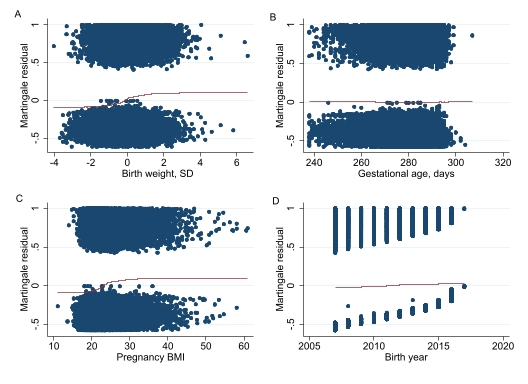 A
Martingale residual
1
.5
0
-.5
-4 -2 0 2 4 6
Birth weight, SD
B
Martingale residual
1
.5
0
-.5
240 260 280 300 320
Gestational age, days
C
Martingale residual
1
.5
0
-.5
10 20 30 40 50 60
Pregnancy BMI
D
Martingale residual
1
.5
0
-.5
2005 2010 2015 2020
Birth year